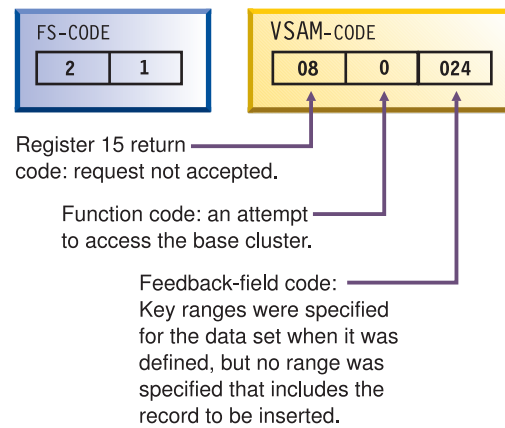 FS-CODE
2 1
VSAM-CODE
08 0 024
Register 15 return
code: request not accepted.
Function code: an attempt
to access the base cluster.
Feedback-field code:
Key ranges were specified
for the data set when it was
defined, but no range was
specified that includes the
record to be inserted.